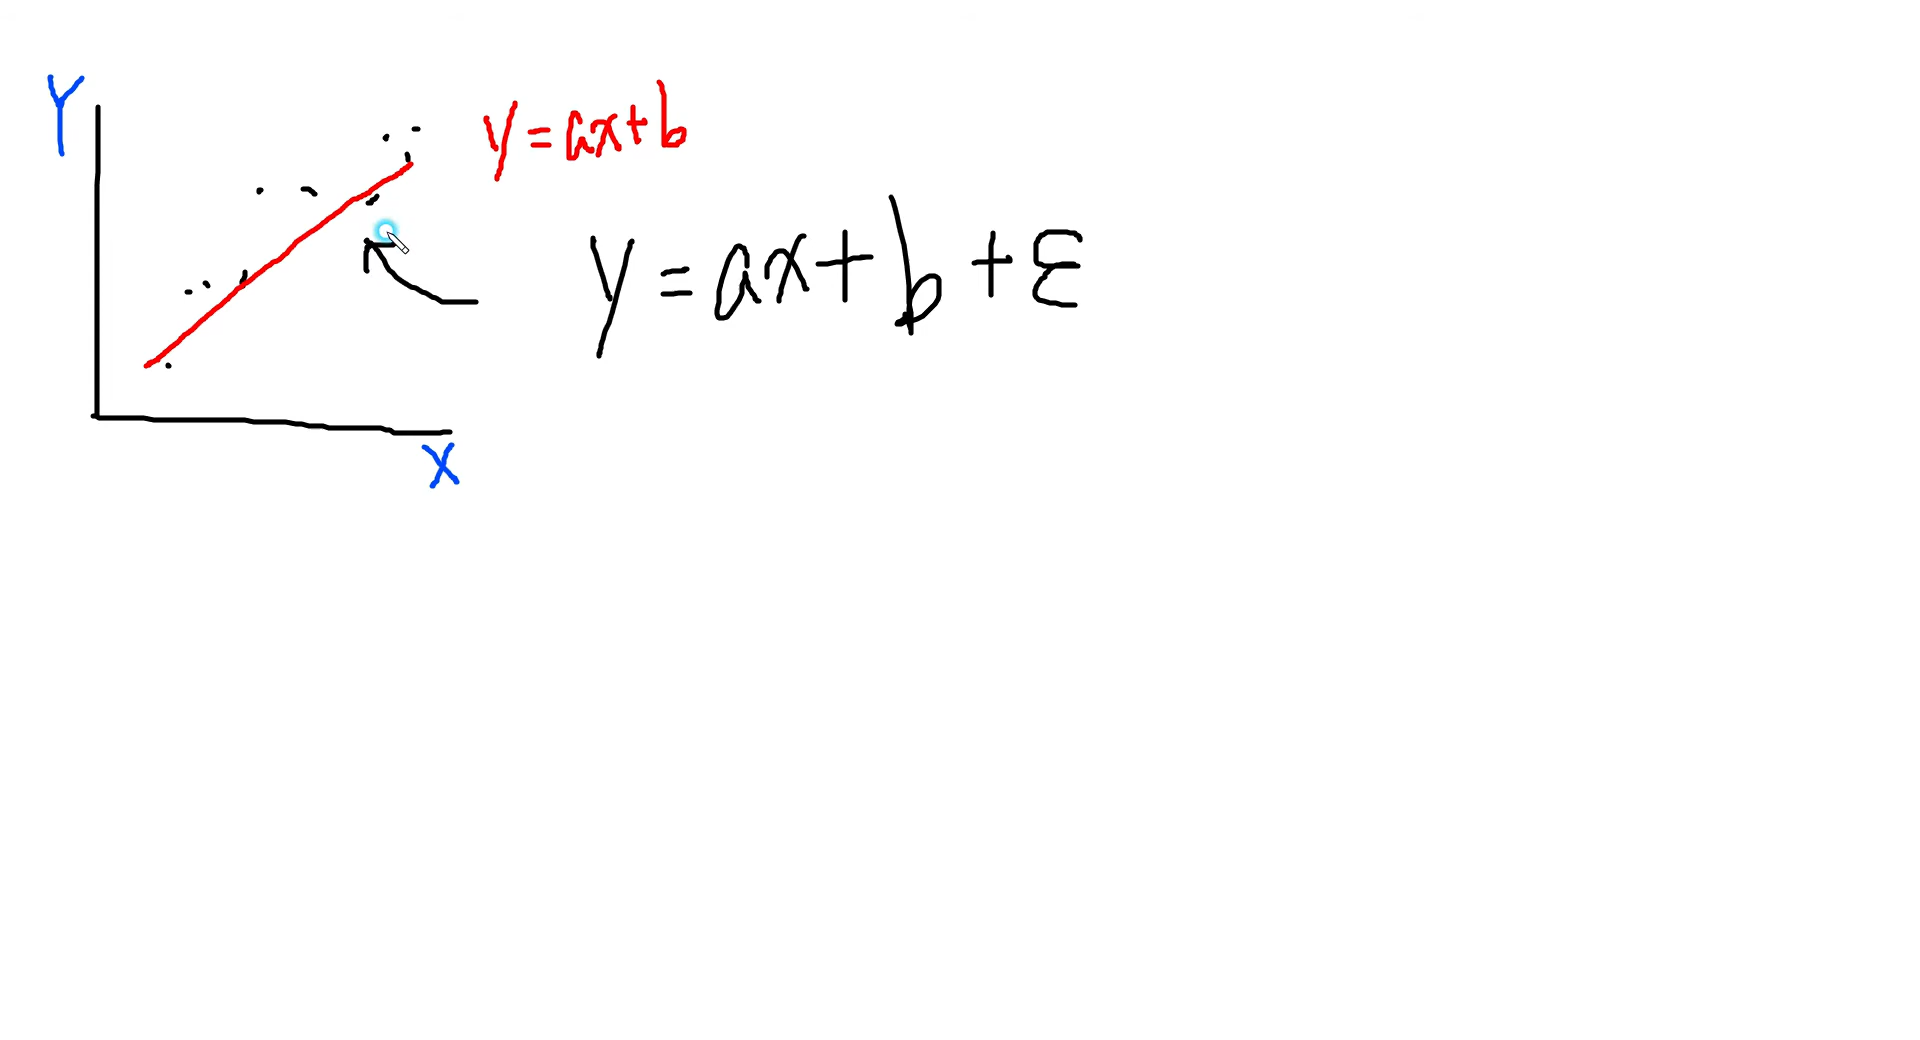 Y
y = ax + b
y = ax + b + ε
X